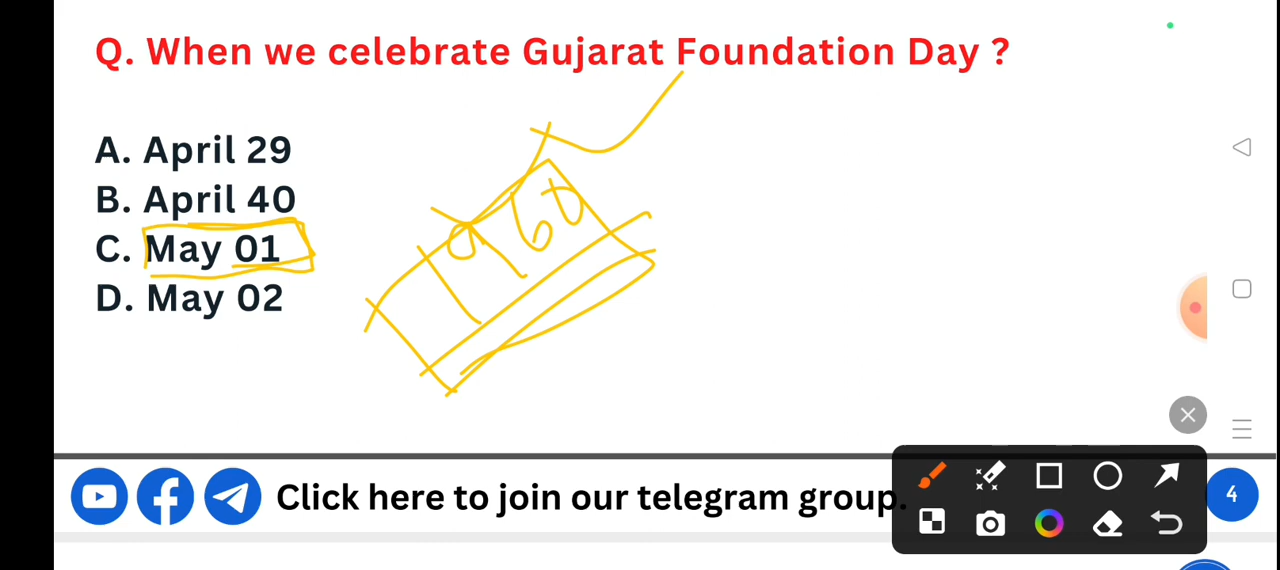 Q. When we celebrate Gujarat Foundation Day ?
A. April 29
B. April 40
C. May 01
D. May 02
1960
Click here to join our telegram group.
4